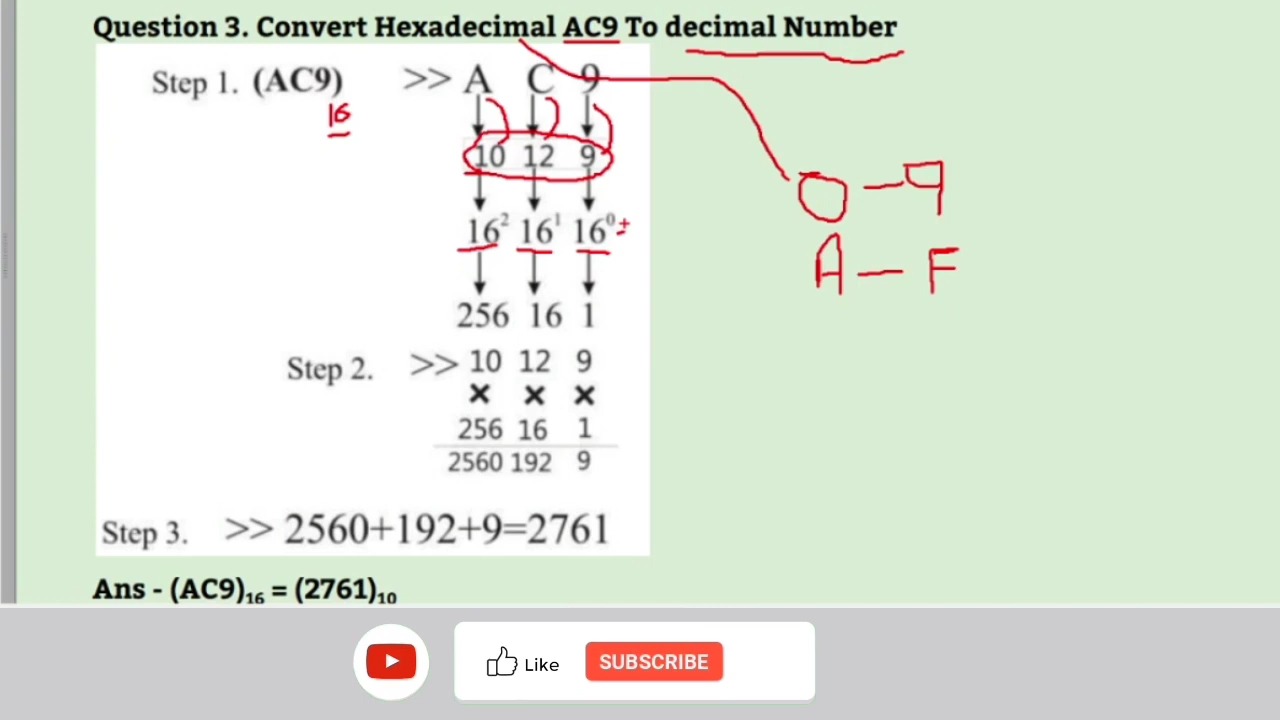 Question 3. Convert Hexadecimal AC9 To decimal Number
Step 1. (AC9) >> A C 9
16
10 12 9
0 - 9
16² 16¹ 16⁰
A - F
256 16 1
Step 2. >> 10 12 9
× × ×
256 16 1
2560 192 9
Step 3. >> 2560+192+9=2761
Ans - (AC9)₁₆ = (2761)₁₀
Like SUBSCRIBE